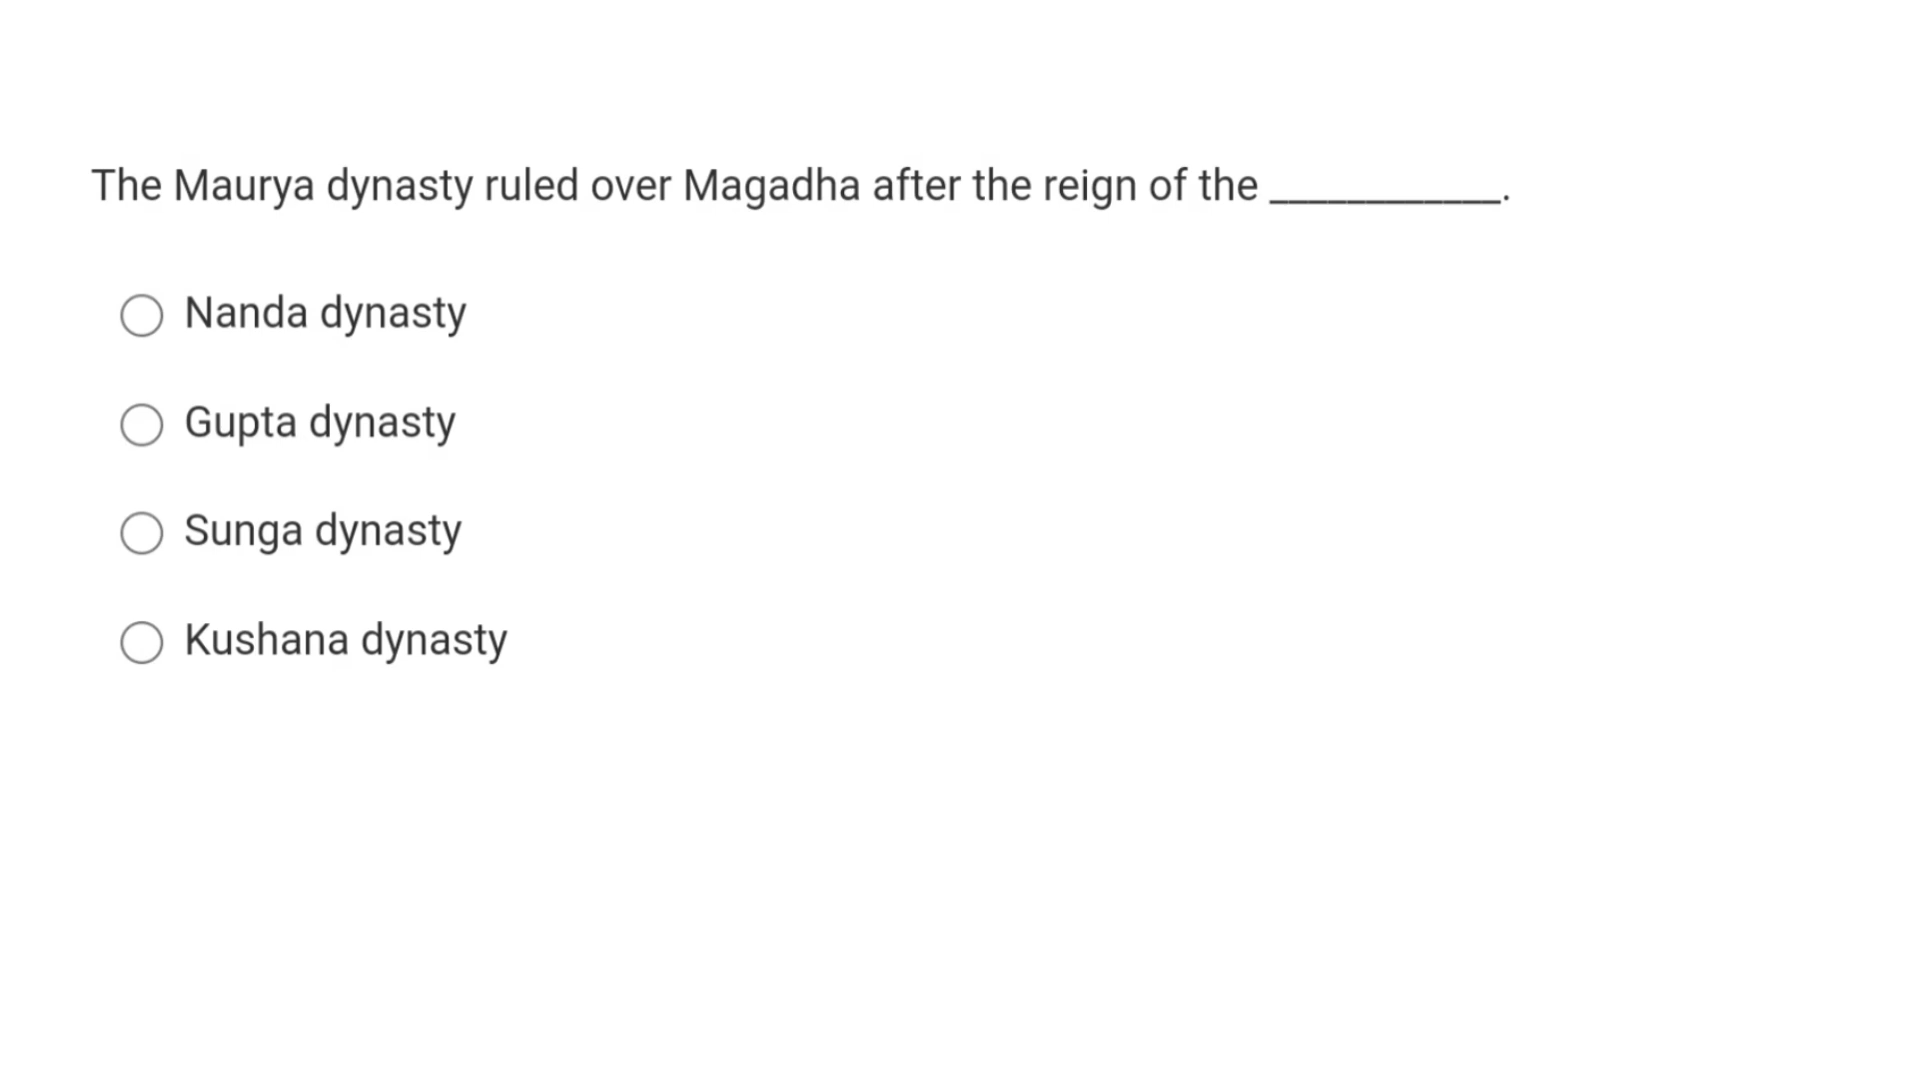 The Maurya dynasty ruled over Magadha after the reign of the ___________.
Nanda dynasty
Gupta dynasty
Sunga dynasty
Kushana dynasty